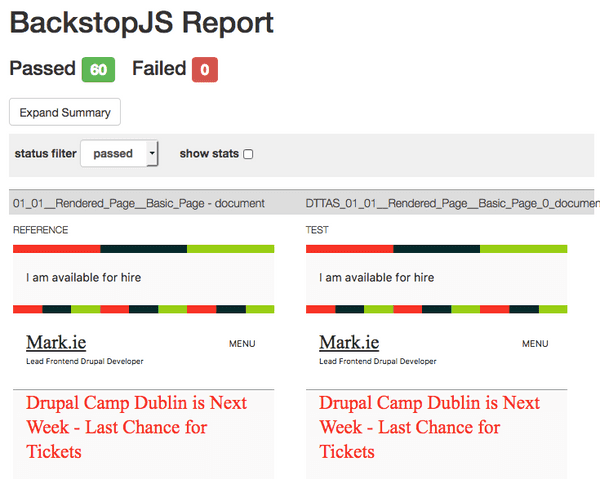 BackstopJS Report
Passed 60 Failed 0
Expand Summary
status filter passed show stats
01_01__Rendered_Page__Basic_Page - document DTTAS_01_01__Rendered_Page__Basic_Page_0_documen
REFERENCE TEST
I am available for hire I am available for hire
Mark.ie MENU Mark.ie MENU
Lead Frontend Drupal Developer Lead Frontend Drupal Developer
Drupal Camp Dublin is Next Drupal Camp Dublin is Next
Week - Last Chance for Week - Last Chance for
Tickets Tickets